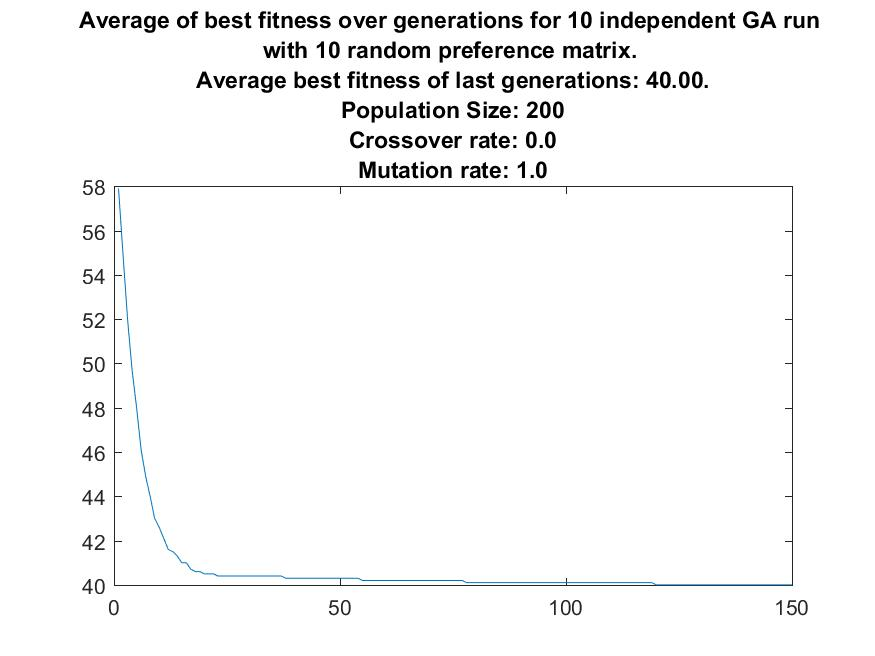 Average of best fitness over generations for 10 independent GA run
with 10 random preference matrix.
Average best fitness of last generations: 40.00.
Population Size: 200
Crossover rate: 0.0
Mutation rate: 1.0
58
56
54
52
50
48
46
44
42
40
0 50 100 150